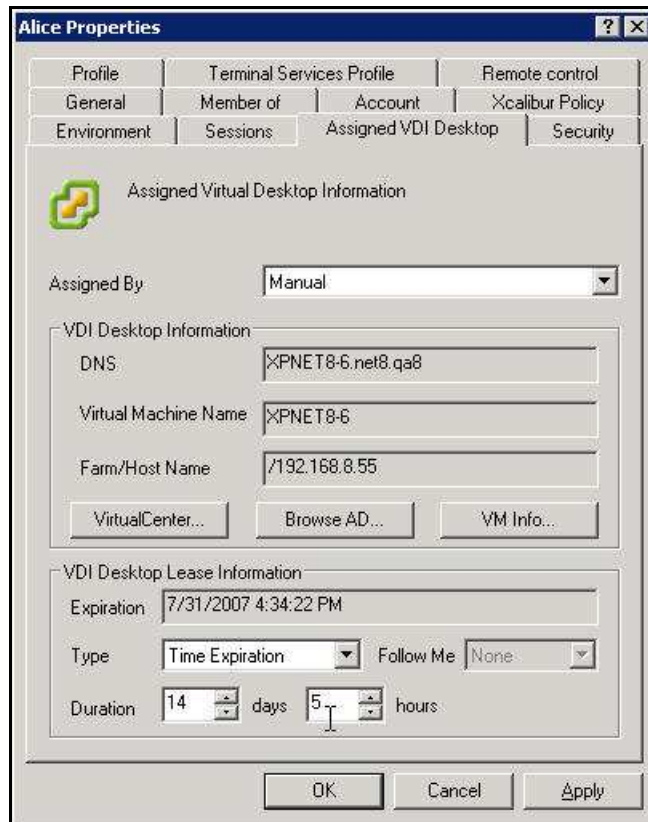 Alice Properties
Profile Terminal Services Profile Remote control
General Member of Account Xcalibur Policy
Environment Sessions Assigned VDI Desktop Security
Assigned Virtual Desktop Information
Assigned By Manual
VDI Desktop Information
DNS XPNET8-6.net8.qa8
Virtual Machine Name XPNET8-6
Farm/Host Name /192.168.8.55
VirtualCenter... Browse AD... VM Info...
VDI Desktop Lease Information
Expiration 7/31/2007 4:34:22 PM
Type Time Expiration Follow Me None
Duration 14 days 5 hours
OK Cancel Apply